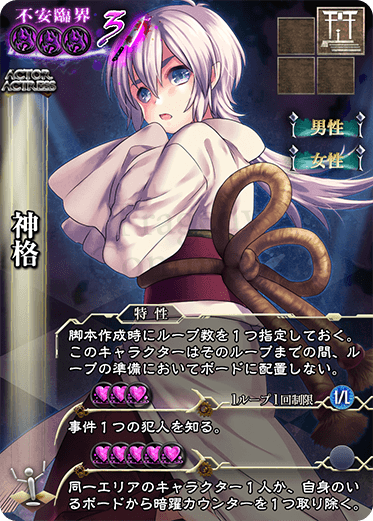 不安臨界
3
ACTOR
ACTRESS
男性
女性
神格
特性
脚本作成時にループ数を1つ指定しておく。
このキャラクターはそのループまでの間、ル
ープの準備においてボードに配置しない。
1ループ1回制限
1/L
事件1つの犯人を知る。
同一エリアのキャラクター1人か、自身のい
るボードから暗躍カウンターを1つ取り除く。